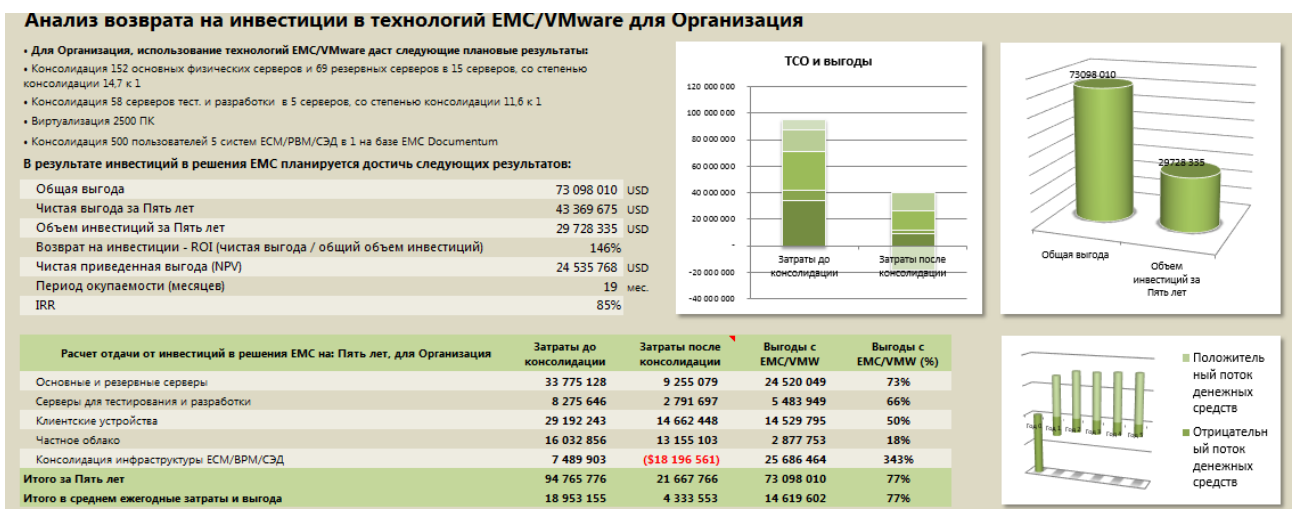 Анализ возврата на инвестиции в технологий EMC/VMware для Организация
• Для Организация, использование технологий EMC/VMware даст следующие плановые результаты:
• Консолидация 152 основных физических серверов и 69 резервных серверов в 15 серверов, со степенью
консолидации 14,7 к 1
• Консолидация 58 серверов тест. и разработки в 5 серверов, со степенью консолидации 11,6 к 1
• Виртуализация 2500 ПК
• Консолидация 500 пользователей 5 систем ECM/PBM/СЭД в 1 на базе EMC Documentum
В результате инвестиций в решения EMC планируется достичь следующих результатов:
Общая выгода 73 098 010 USD
Чистая выгода за Пять лет 43 369 675 USD
Объем инвестиций за Пять лет 29 728 335 USD
Возврат на инвестиции - ROI (чистая выгода / общий объем инвестиций) 146%
Чистая приведенная выгода (NPV) 24 535 768 USD
Период окупаемости (месяцев) 19 мес.
IRR 85%
ТСО и выгоды
120 000 000
100 000 000
80 000 000
60 000 000
40 000 000
20 000 000
-
-20 000 000
-40 000 000
Затраты до
консолидации
Затраты после
консолидации
73098 010
29728 335
Общая выгода
Объем
инвестиций за
Пять лет
Расчет отдачи от инвестиций в решения EMC на: Пять лет, для Организация
Затраты до
консолидации
Затраты после
консолидации
Выгоды с
EMC/VMW
Выгоды с
EMC/VMW (%)
Основные и резервные серверы 33 775 128 9 255 079 24 520 049 73%
Серверы для тестирования и разработки 8 275 646 2 791 697 5 483 949 66%
Клиентские устройства 29 192 243 14 662 448 14 529 795 50%
Частное облако 16 032 856 13 155 103 2 877 753 18%
Консолидация инфраструктуры ECM/BPM/СЭД 7 489 903 ($18 196 561) 25 686 464 343%
Итого за Пять лет 94 765 776 21 667 766 73 098 010 77%
Итого в среднем ежегодные затраты и выгода 18 953 155 4 333 553 14 619 602 77%
Год 0 Год 1 Год 2 Год 3 Год 4 Год 5
Положитель
ный поток
денежных
средств
Отрицательн
ый поток
денежных
средств